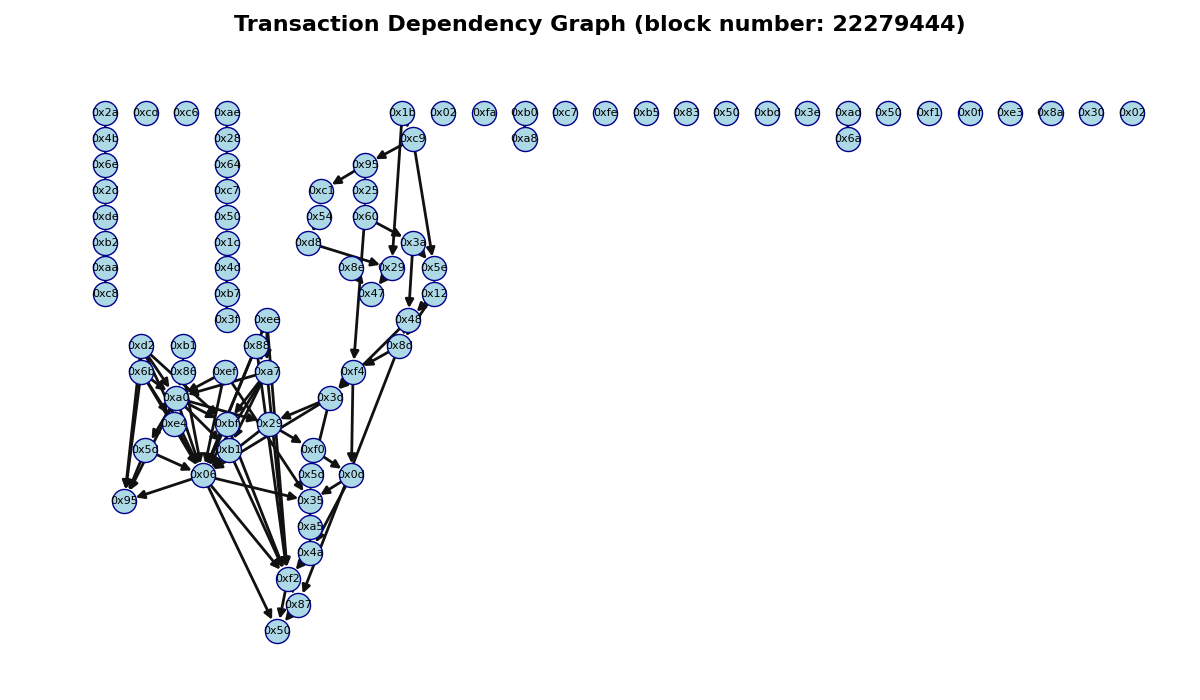 Transaction Dependency Graph (block number: 22279444)
0x2a 0xcd 0xc6 0xae 0x1b 0x02 0xfa 0xb0 0xc7 0xfe 0xb5 0x83 0x50 0xbd 0x3e 0xad 0x50 0xf1 0x0f 0xe3 0x8a 0x30 0x02
0x4b 0x28 0xc9 0xa8 0x6a
0x6e 0x64 0x95
0x2d 0xc7 0xc1 0x25
0xde 0x50 0x54 0x60
0xb2 0x1c 0xd8 0x3a
0xaa 0x4d 0x8e 0x29 0x5e
0xc8 0xb7 0x47 0x12
0x3f 0xee 0x48
0xd2 0xb1 0x88 0x8d
0x6b 0x86 0xef 0xa7 0xf4
0xa0 0x3d
0xe4 0xbf 0x29
0x5d 0xb1 0xf0
0x06 0x5d 0x0d
0x95 0x35
0xa5
0x4a
0xf2
0x87
0x50